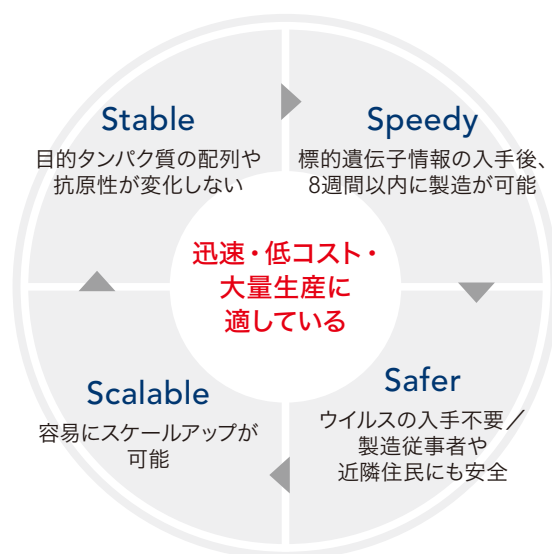 Stable
目的タンパク質の配列や
抗原性が変化しない
Speedy
標的遺伝子情報の入手後、
8週間以内に製造が可能
迅速・低コスト・
大量生産に
適している
Scalable
容易にスケールアップが
可能
Safer
ウイルスの入手不要／
製造従事者や
近隣住民にも安全